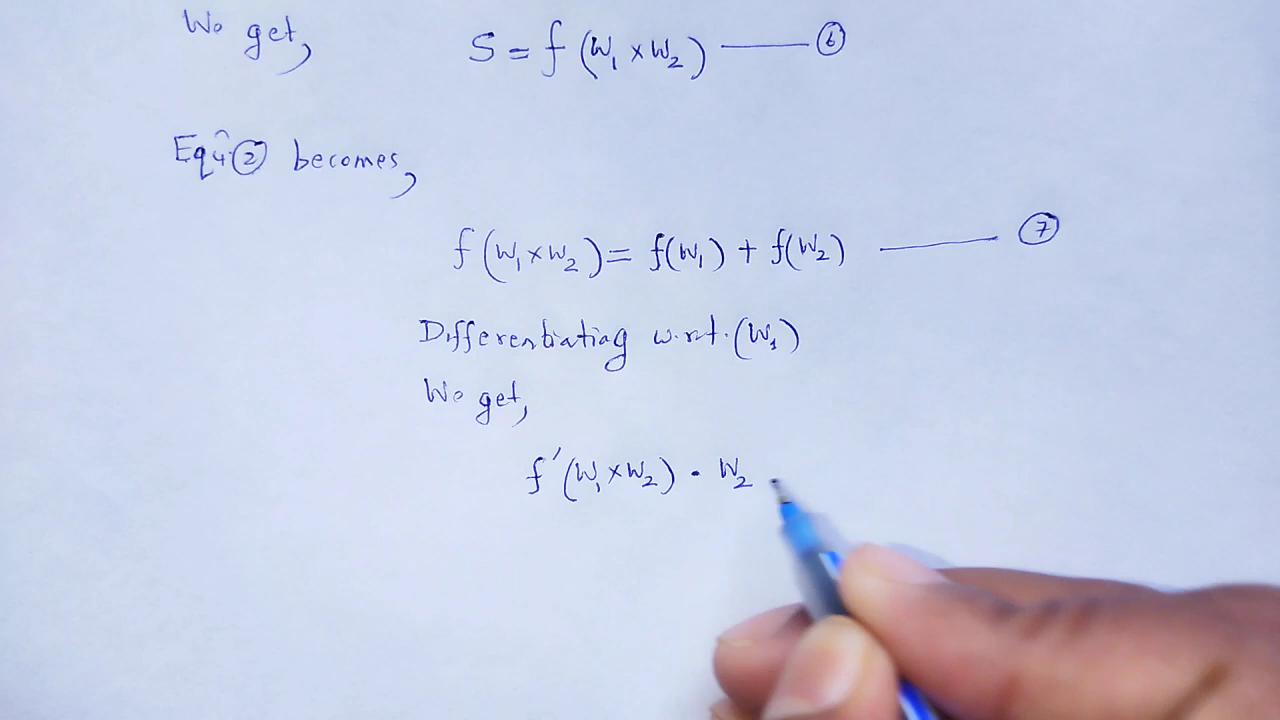 We get, S = f (W₁ × W₂) —— ⑥
Eqn ② becomes,
f (W₁ × W₂) = f(W₁) + f(W₂) —— ⑦
Differentiating w.r.t. (W₁)
We get,
f′ (W₁ × W₂) · W₂